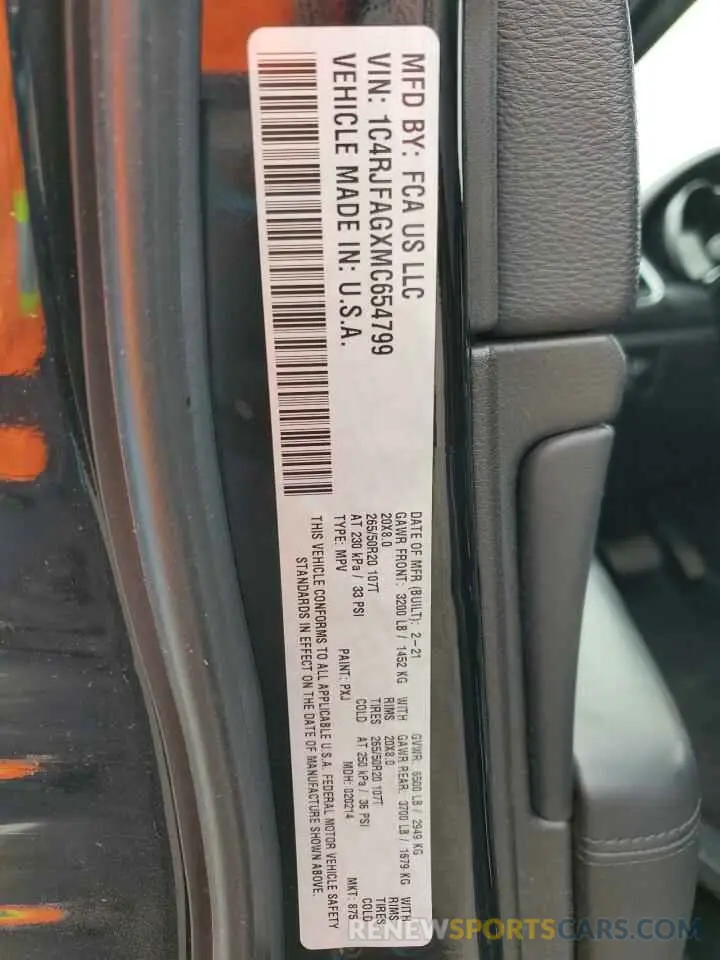 MFD BY: FCA US LLC
VIN: 1C4RJFAGXMC654799
VEHICLE MADE IN: U.S.A.
DATE OF MFR (BUILT): 2-21 GVWR: 6500 LB / 2949 KG
GAWR FRONT: 3200 LB / 1452 KG WITH GAWR REAR: 3700 LB / 1679 KG WITH
20X8.0 RIMS 20X8.0 RIMS
265/50R20 107T TIRES 265/50R20 107T TIRES
AT 230 kPa / 33 PSI COLD AT 250 kPa / 36 PSI COLD
TYPE: MPV PAINT: PXJ MDH: 020214 MKT: 875
THIS VEHICLE CONFORMS TO ALL APPLICABLE U.S.A. FEDERAL MOTOR VEHICLE SAFETY
STANDARDS IN EFFECT ON THE DATE OF MANUFACTURE SHOWN ABOVE.
RENEWSPORTSCAR.COM